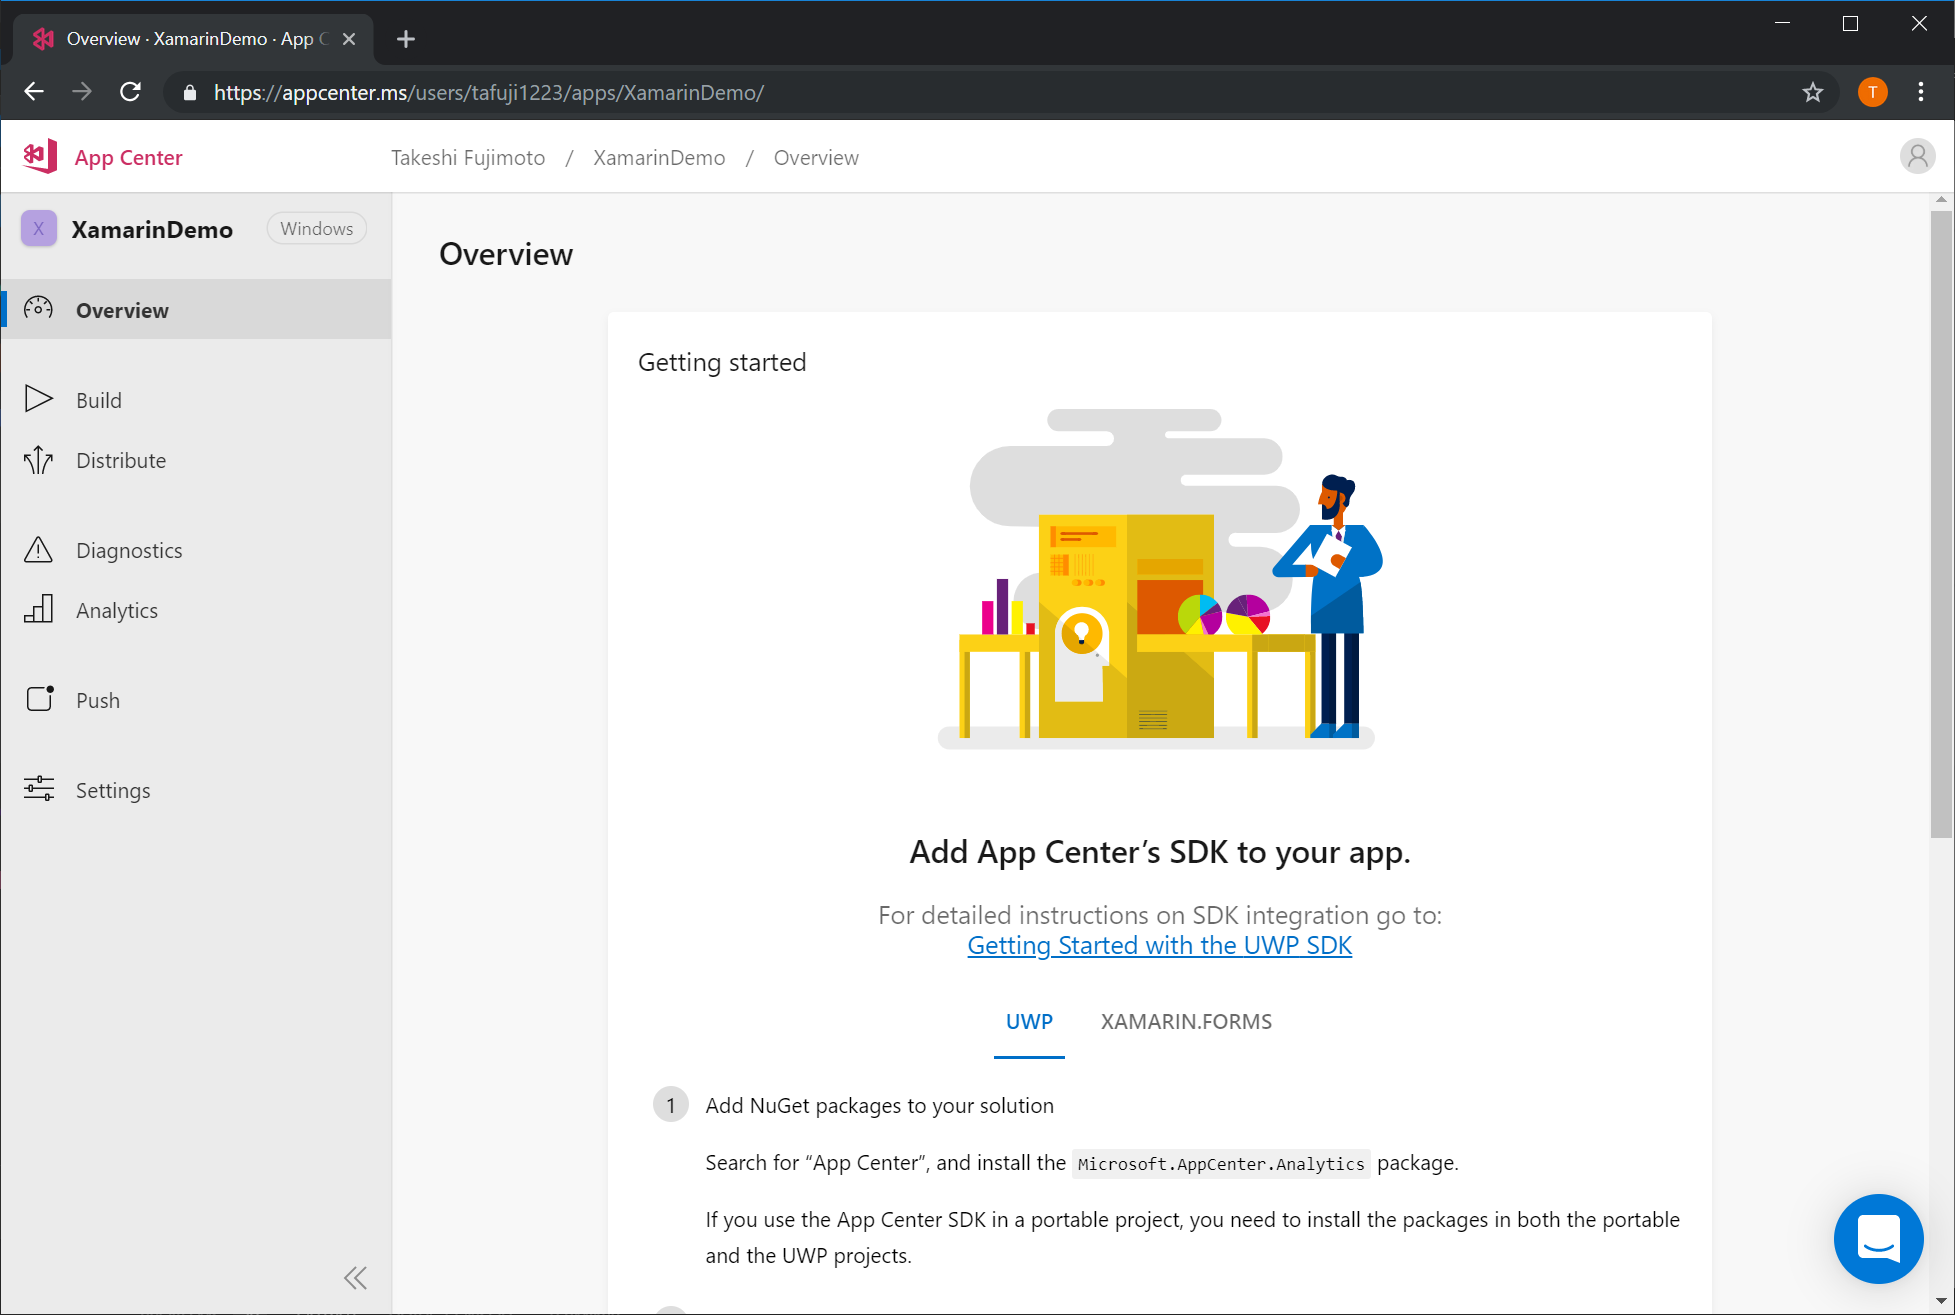 Overview · XamarinDemo · App C
https://appcenter.ms/users/tafuji1223/apps/XamarinDemo/
T
App Center
Takeshi Fujimoto / XamarinDemo / Overview
X XamarinDemo Windows
Overview
Build
Distribute
Diagnostics
Analytics
Push
Settings
Overview
Getting started
Add App Center’s SDK to your app.
For detailed instructions on SDK integration go to:
Getting Started with the UWP SDK
UWP XAMARIN.FORMS
1 Add NuGet packages to your solution
Search for “App Center”, and install the Microsoft.AppCenter.Analytics package.
If you use the App Center SDK in a portable project, you need to install the packages in both the portable
and the UWP projects.